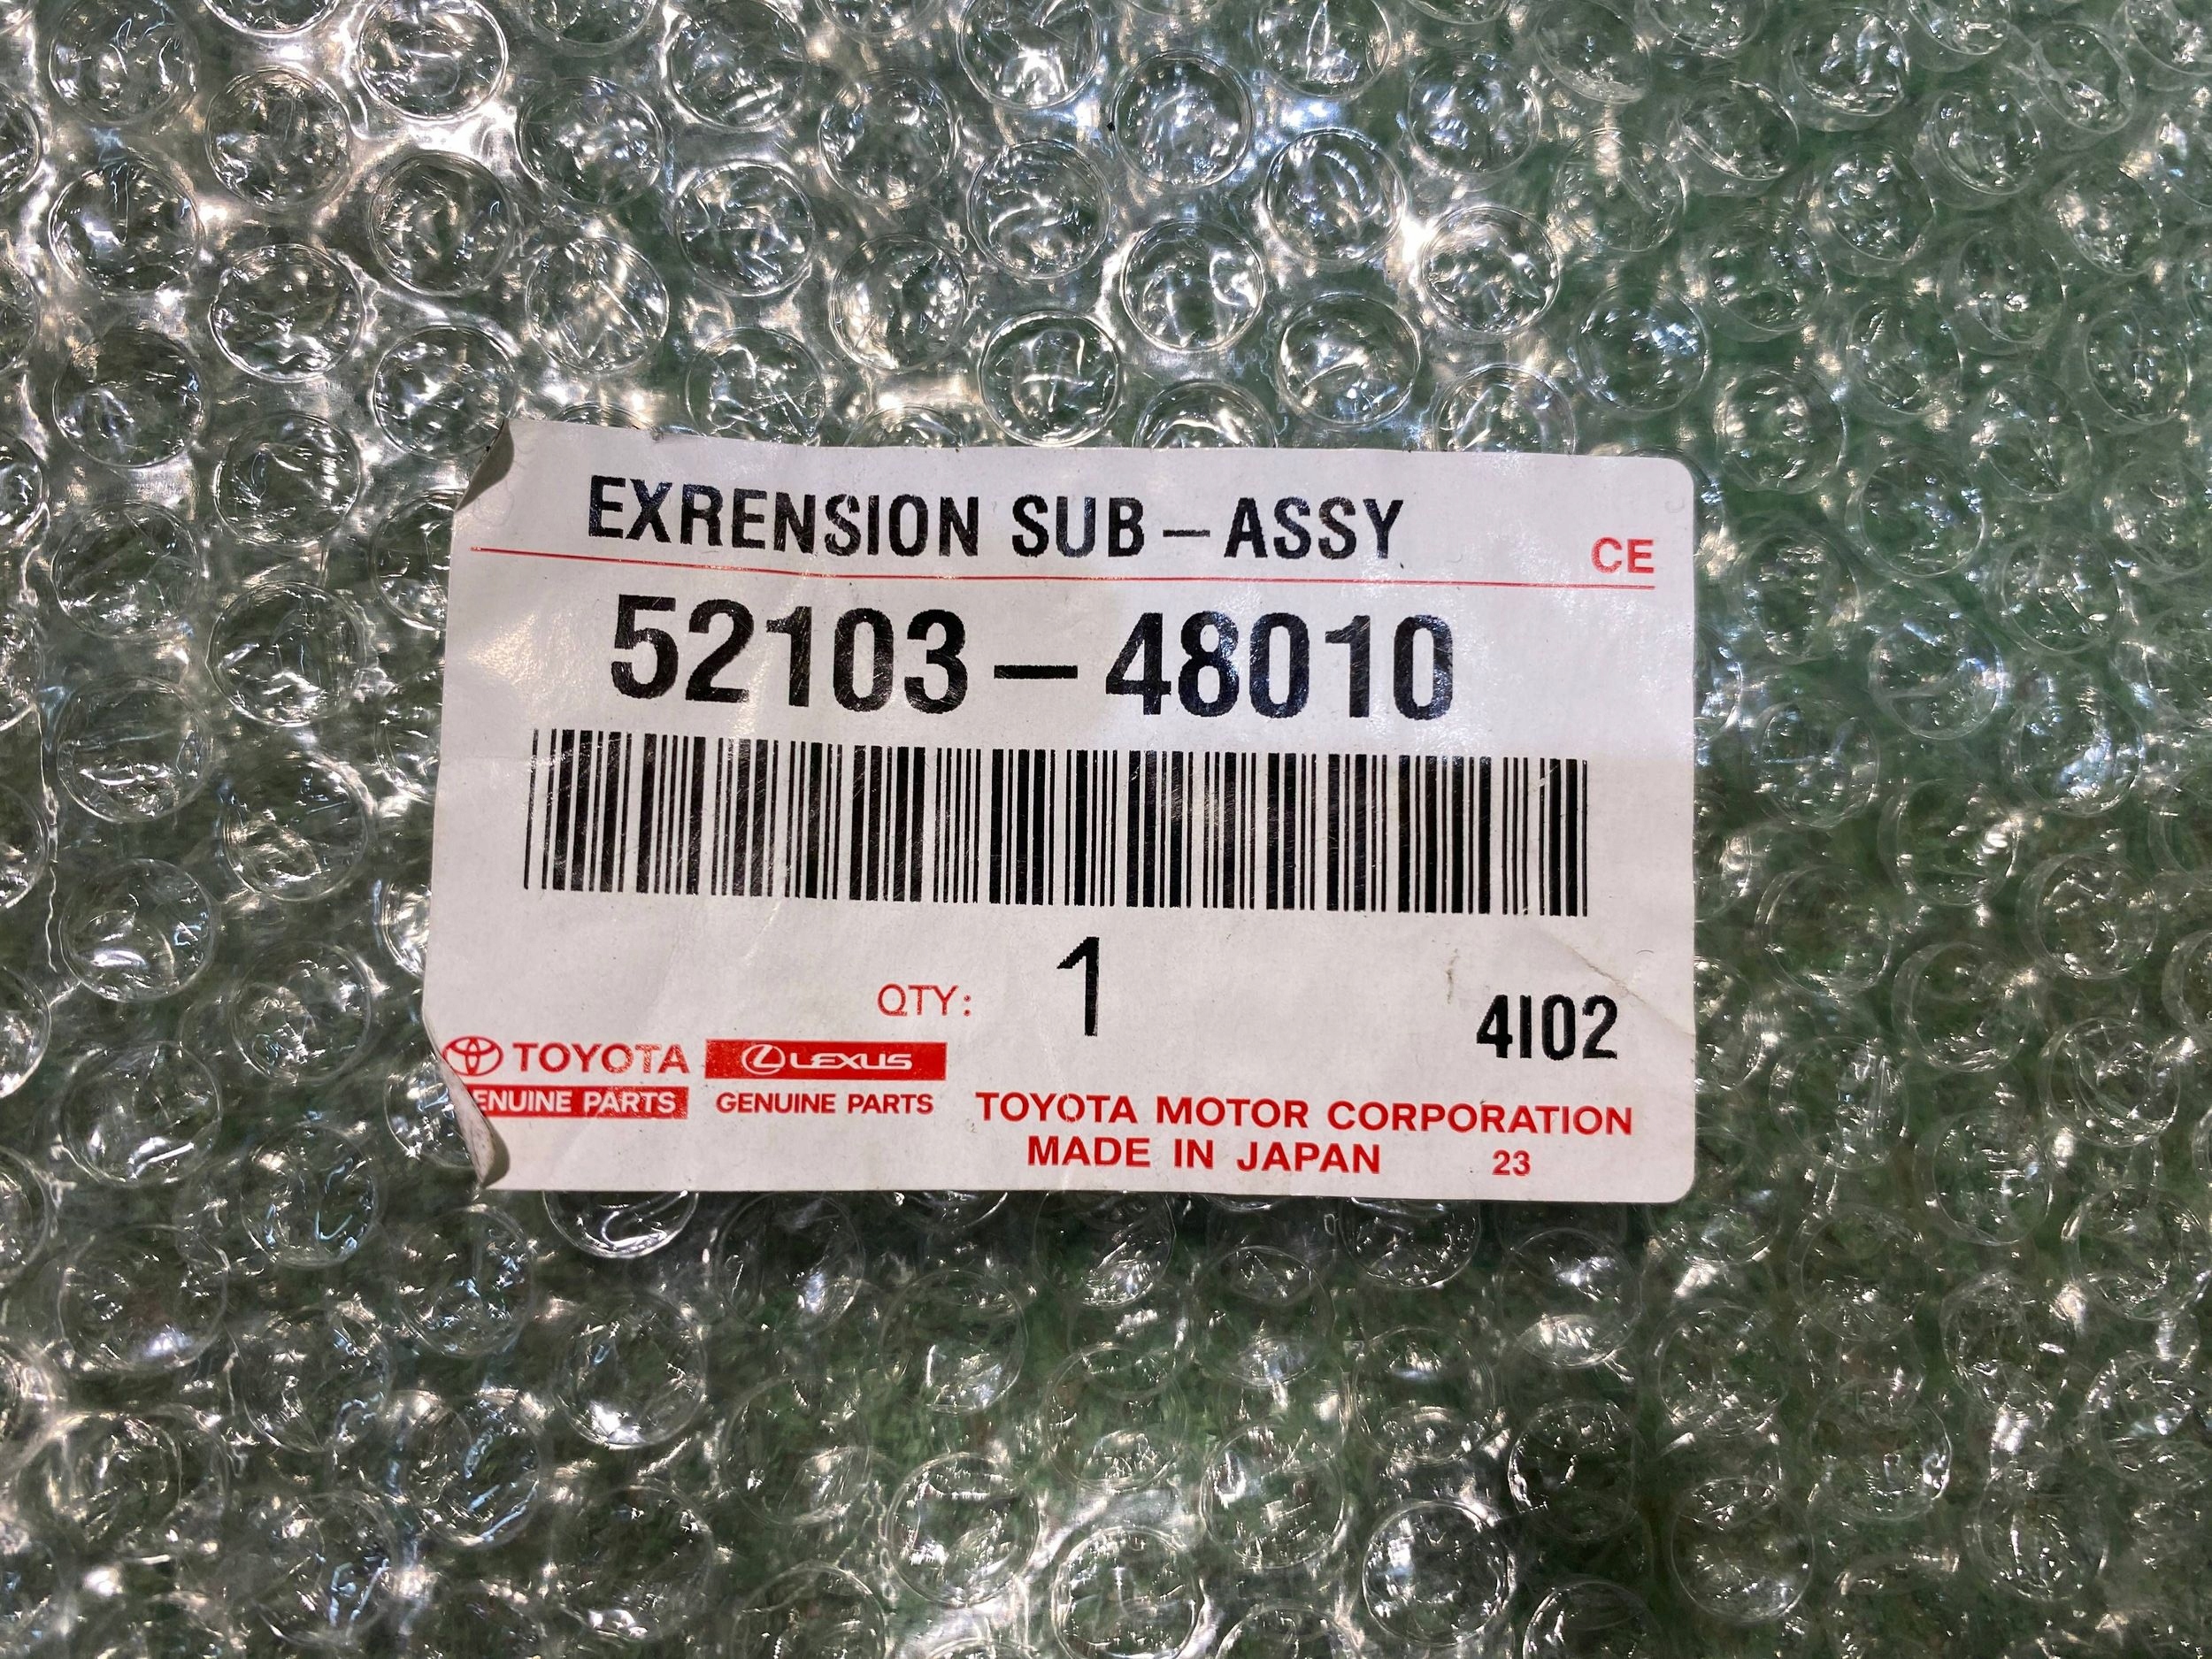 EXRENSION SUB-ASSY
CE
52103-48010
QTY: 1
4I02
TOYOTA
ENUINE PARTS
LEXUS
GENUINE PARTS
TOYOTA MOTOR CORPORATION
MADE IN JAPAN 23